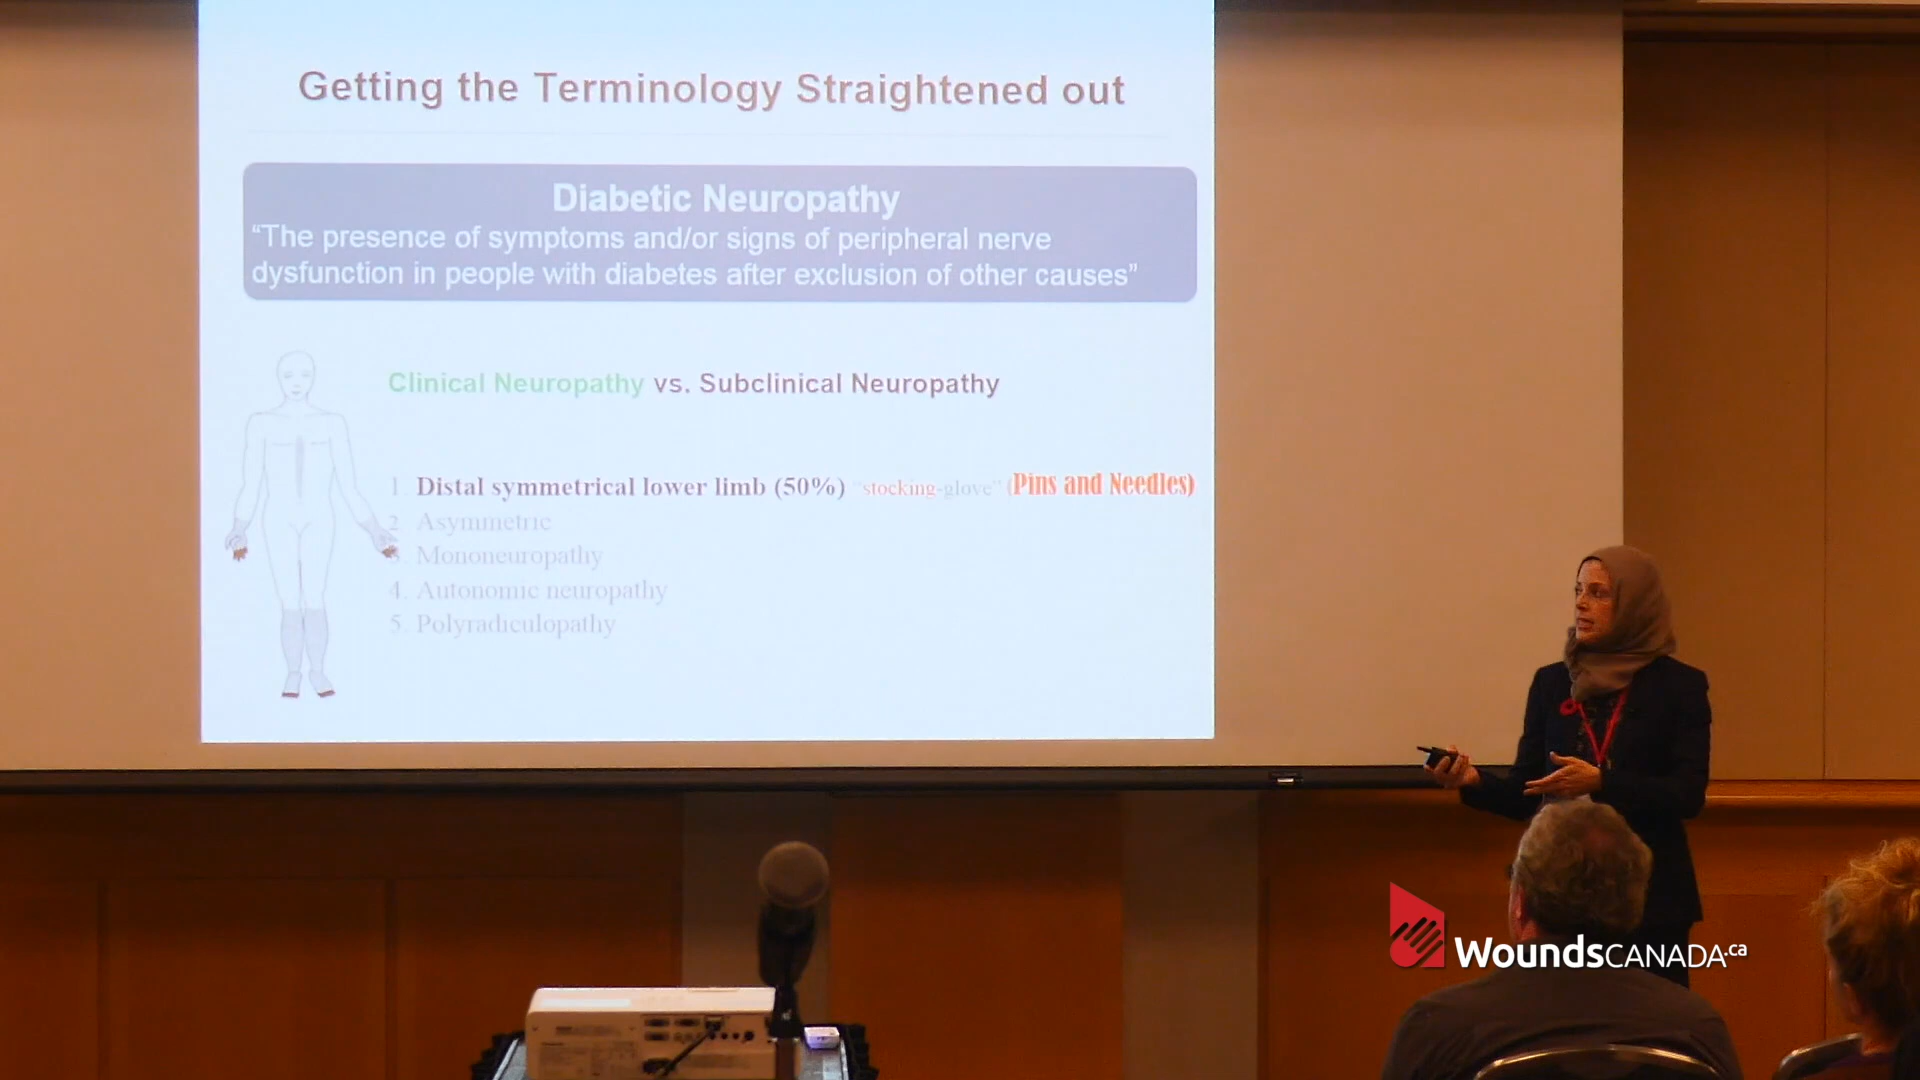 Getting the Terminology Straightened out
Diabetic Neuropathy
“The presence of symptoms and/or signs of peripheral nerve
dysfunction in people with diabetes after exclusion of other causes”
Clinical Neuropathy vs. Subclinical Neuropathy
1 Distal symmetrical lower limb (50%) “stocking-glove” (Pins and Needles)
2 Asymmetric
3. Mononeuropathy
4. Autonomic neuropathy
5. Polyradiculopathy
WoundsCANADA.ca